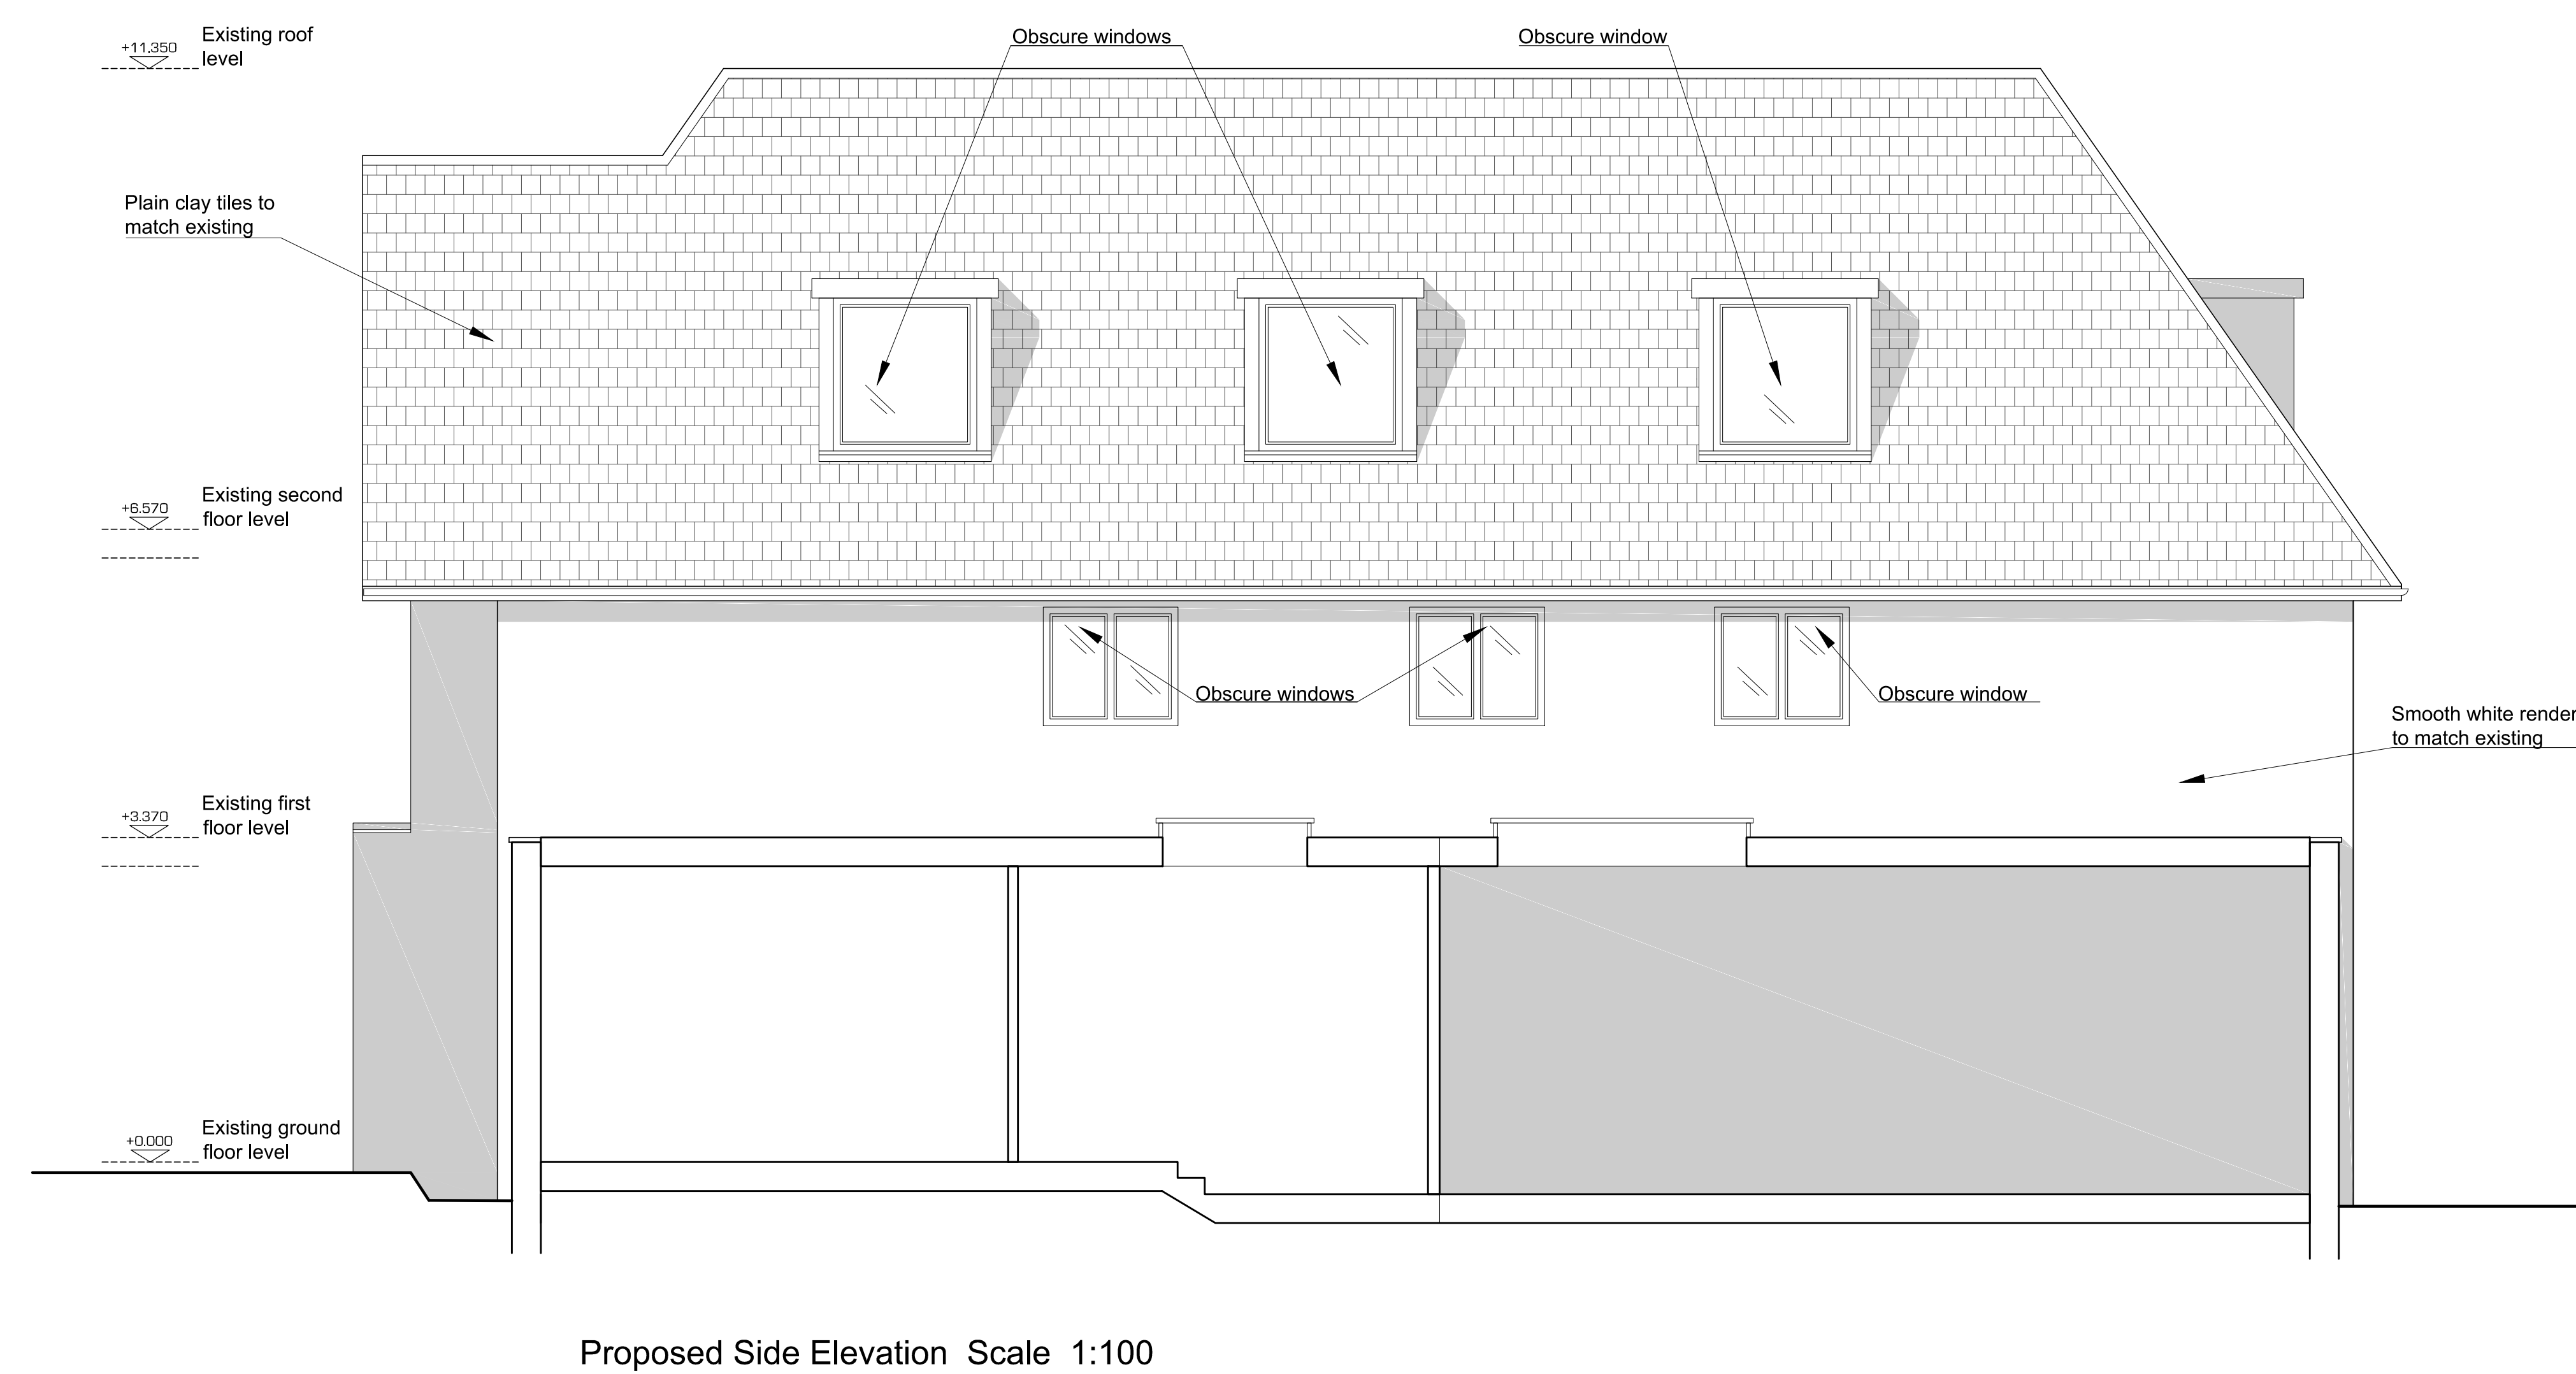 Existing roof
+11.350
level
Obscure windows
Obscure window
Plain clay tiles to
match existing
Existing second
+6.570
floor level
Obscure windows
Obscure window
Smooth white render
to match existing
Existing first
+3.370
floor level
Existing ground
+0.000
floor level
Proposed Side Elevation Scale 1:100